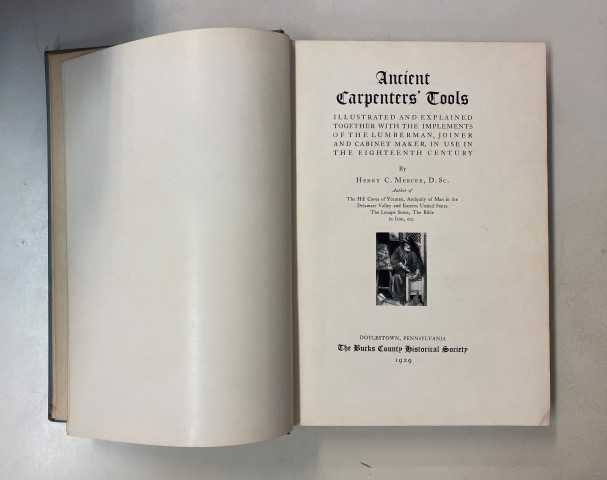 Ancient
Carpenters' Tools
ILLUSTRATED AND EXPLAINED
TOGETHER WITH THE IMPLEMENTS
OF THE LUMBERMAN, JOINER
AND CABINET MAKER, IN USE IN
THE EIGHTEENTH CENTURY
By
HENRY C. MERCER, D. SC.
Author of
The Hill Caves of Yucatan, Antiquity of Man in the
Delaware Valley and Eastern United States
The Lenape Stone, The Bible
in Iron, etc.
DOYLESTOWN, PENNSYLVANIA
The Bucks County Historical Society
1929